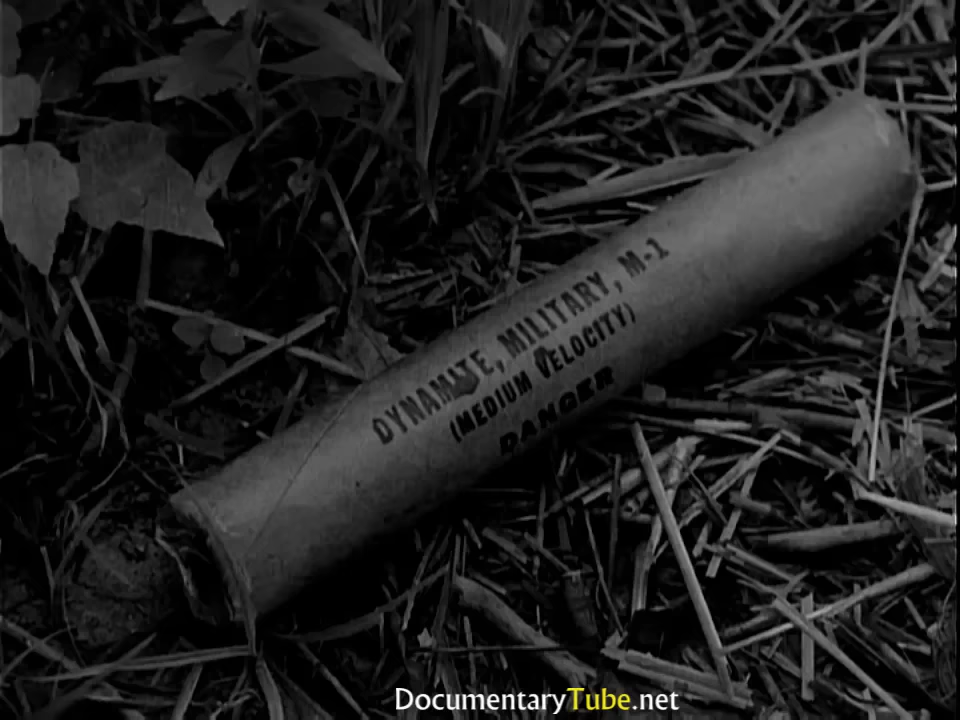 DYNAMITE, MILITARY, M-1
(MEDIUM VELOCITY)
DANGER
DocumentaryTube.net